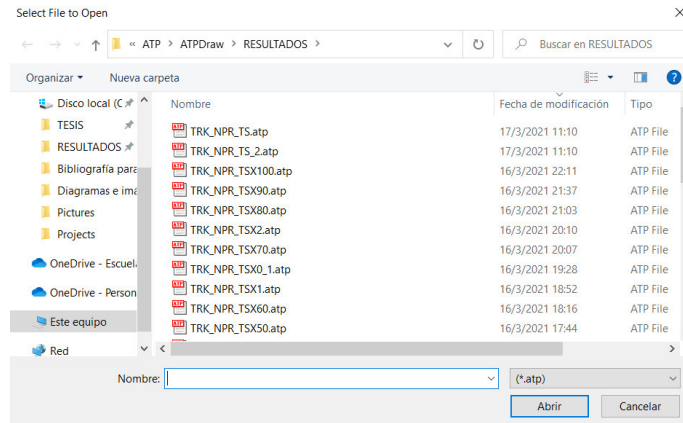 Select File to Open
« ATP > ATPDraw > RESULTADOS >
Buscar en RESULTADOS
Organizar
Nueva carpeta
Disco local (C
TESIS
RESULTADOS
Bibliografía para
Diagramas e ima
Pictures
Projects
OneDrive - Escuel
OneDrive - Person
Este equipo
Red
Nombre Fecha de modificación Tipo
TRK_NPR_TS.atp 17/3/2021 11:10 ATP File
TRK_NPR_TS_2.atp 17/3/2021 11:10 ATP File
TRK_NPR_TSX100.atp 16/3/2021 22:11 ATP File
TRK_NPR_TSX90.atp 16/3/2021 21:37 ATP File
TRK_NPR_TSX80.atp 16/3/2021 21:03 ATP File
TRK_NPR_TSX2.atp 16/3/2021 20:10 ATP File
TRK_NPR_TSX70.atp 16/3/2021 20:07 ATP File
TRK_NPR_TSX0_1.atp 16/3/2021 19:28 ATP File
TRK_NPR_TSX1.atp 16/3/2021 18:52 ATP File
TRK_NPR_TSX60.atp 16/3/2021 18:16 ATP File
TRK_NPR_TSX50.atp 16/3/2021 17:44 ATP File
Nombre:
(*.atp)
Abrir
Cancelar